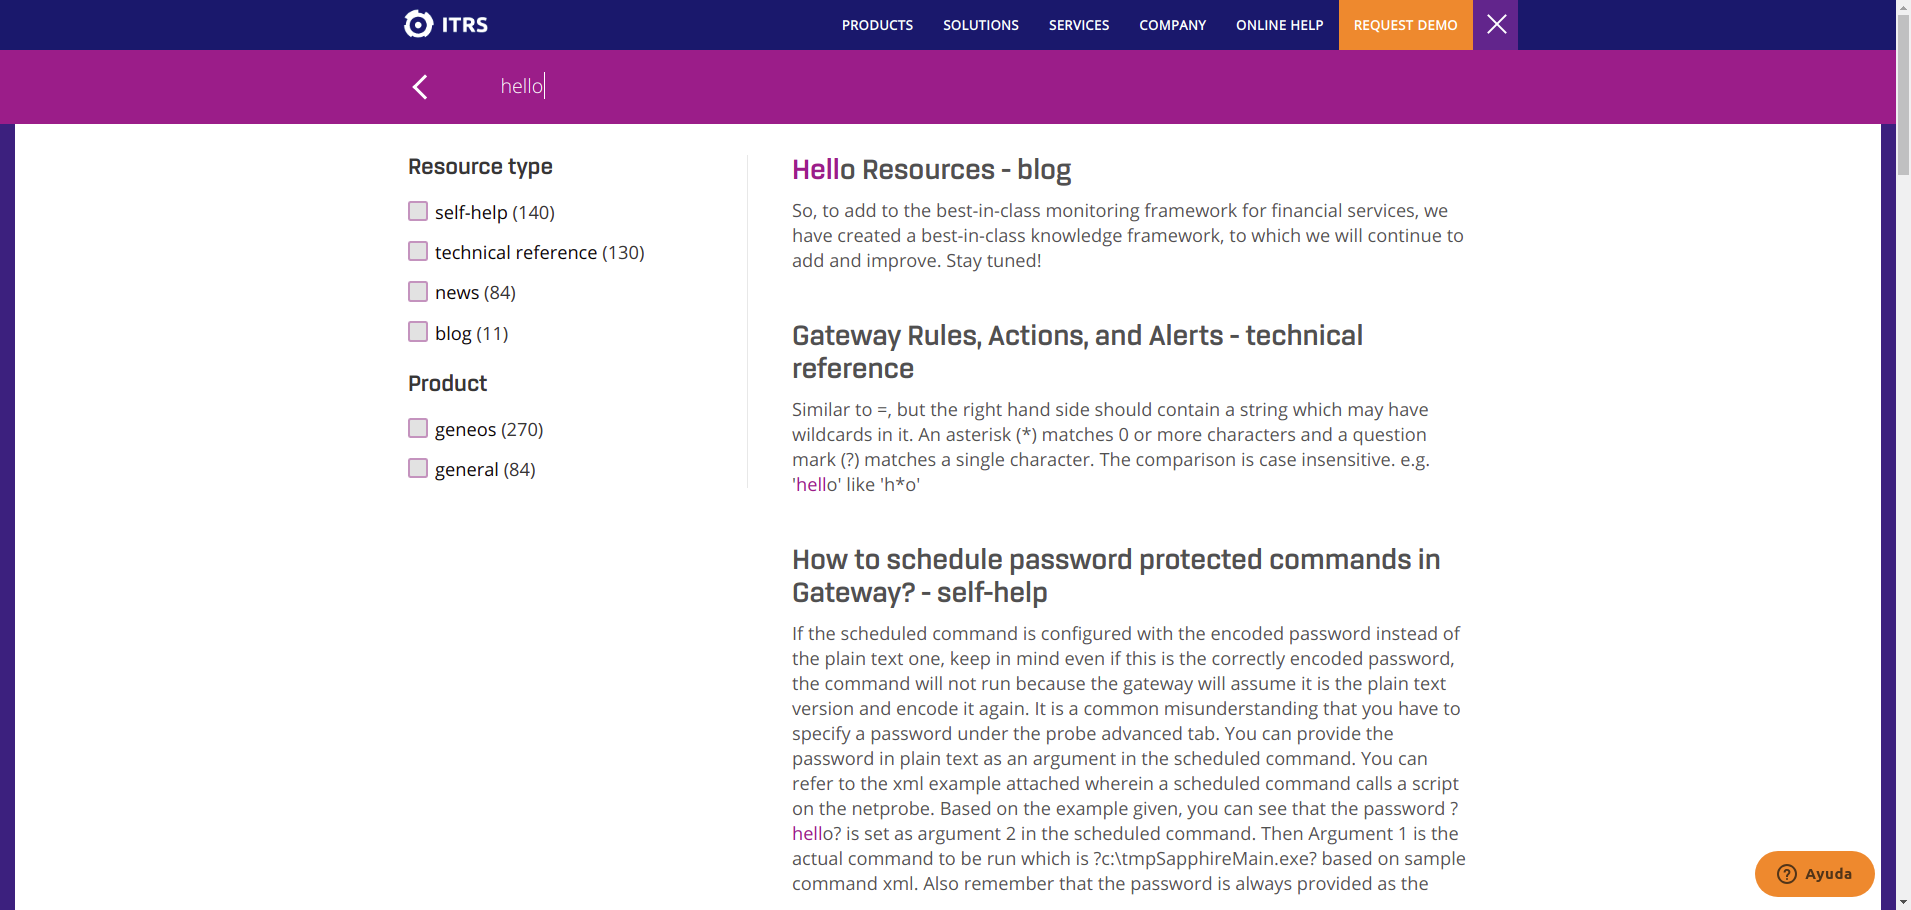 ITRS
PRODUCTS SOLUTIONS SERVICES COMPANY ONLINE HELP REQUEST DEMO
hello
Resource type
self-help (140)
technical reference (130)
news (84)
blog (11)
Product
geneos (270)
general (84)
Hello Resources - blog
So, to add to the best-in-class monitoring framework for financial services, we
have created a best-in-class knowledge framework, to which we will continue to
add and improve. Stay tuned!
Gateway Rules, Actions, and Alerts - technical
reference
Similar to =, but the right hand side should contain a string which may have
wildcards in it. An asterisk (*) matches 0 or more characters and a question
mark (?) matches a single character. The comparison is case insensitive. e.g.
'hello' like 'h*o'
How to schedule password protected commands in
Gateway? - self-help
If the scheduled command is configured with the encoded password instead of
the plain text one, keep in mind even if this is the correctly encoded password,
the command will not run because the gateway will assume it is the plain text
version and encode it again. It is a common misunderstanding that you have to
specify a password under the probe advanced tab. You can provide the
password in plain text as an argument in the scheduled command. You can
refer to the xml example attached wherein a scheduled command calls a script
on the netprobe. Based on the example given, you can see that the password ?
hello? is set as argument 2 in the scheduled command. Then Argument 1 is the
actual command to be run which is ?c:\tmpSapphireMain.exe? based on sample
command xml. Also remember that the password is always provided as the
Ayuda